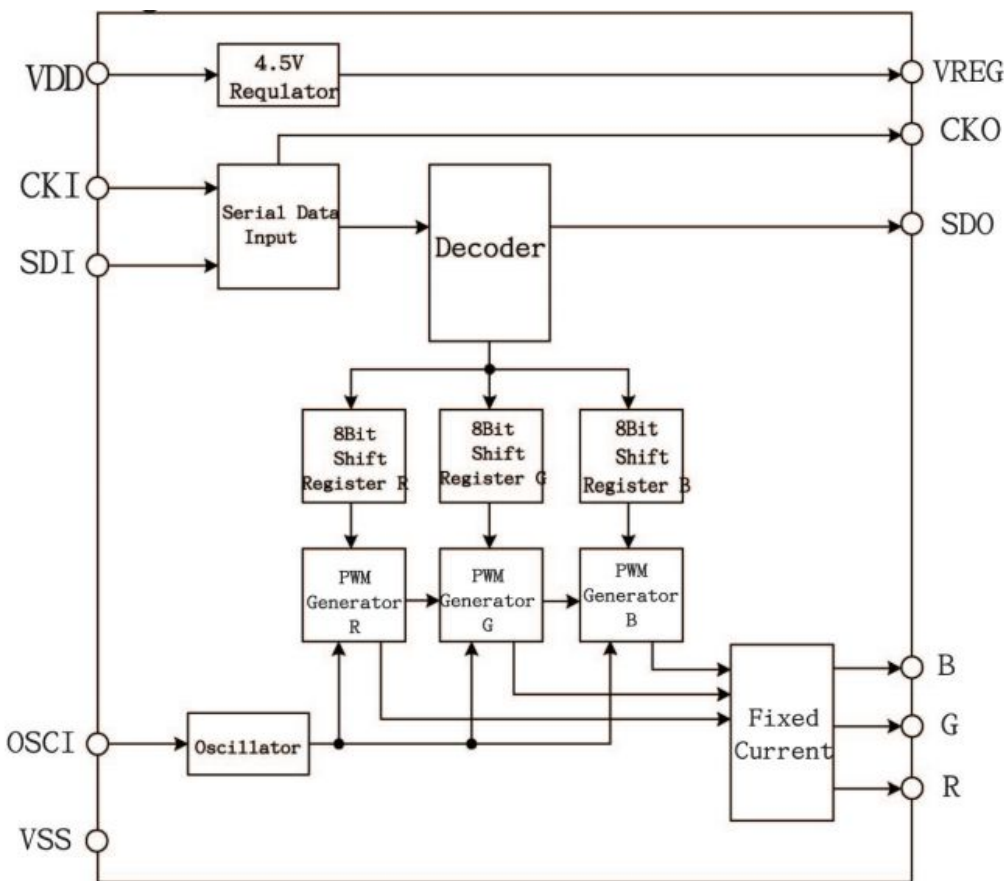 VDD
4.5V
Requlator
VREG
CKO
CKI
Serial Data
Input
SDI
Decoder
SDO
8Bit
Shift
Register R
8Bit
Shift
Register G
8Bit
Shift
Register B
PWM
Generator
R
PWM
Generator
G
PWM
Generator
B
OSCI
Oscillator
Fixed
Current
B
G
R
VSS